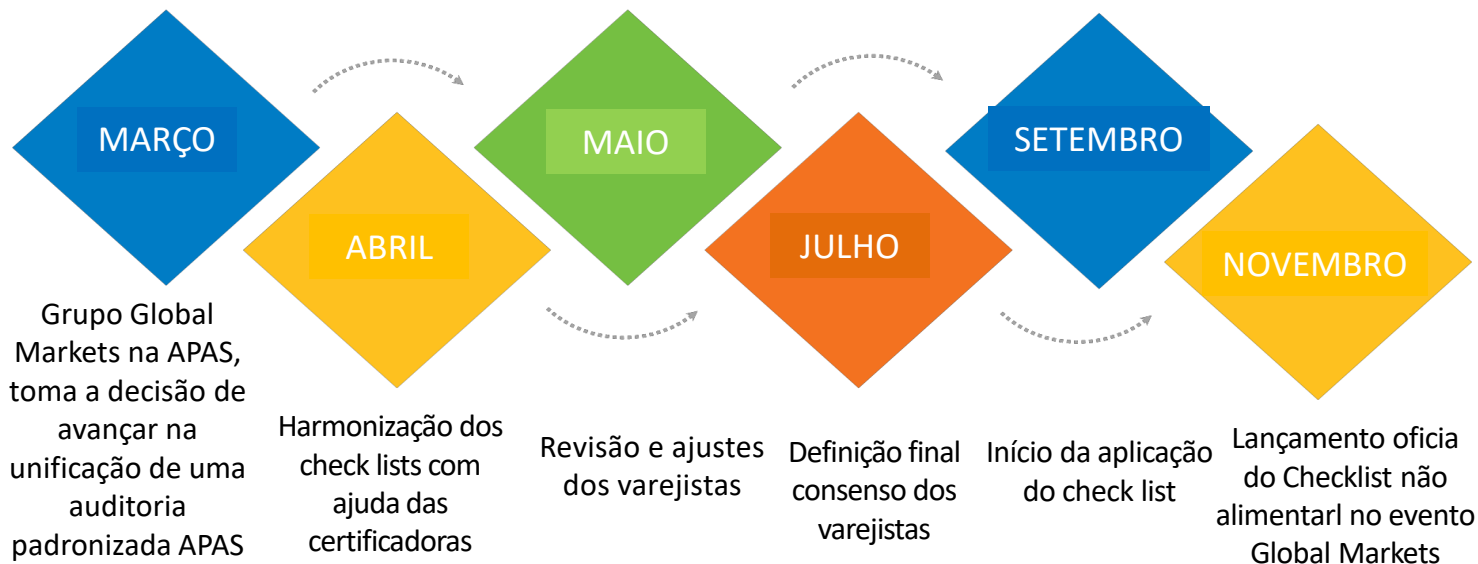 MARÇO
Grupo Global
Markets na APAS,
toma a decisão de
avançar na
unificação de uma
auditoria
padronizada APAS
ABRIL
Harmonização dos
check lists com
ajuda das
certificadoras
MAIO
Revisão e ajustes
dos varejistas
JULHO
Definição final
consenso dos
varejistas
SETEMBRO
Início da aplicação
do check list
NOVEMBRO
Lançamento oficia
do Checklist não
alimentarl no evento
Global Markets